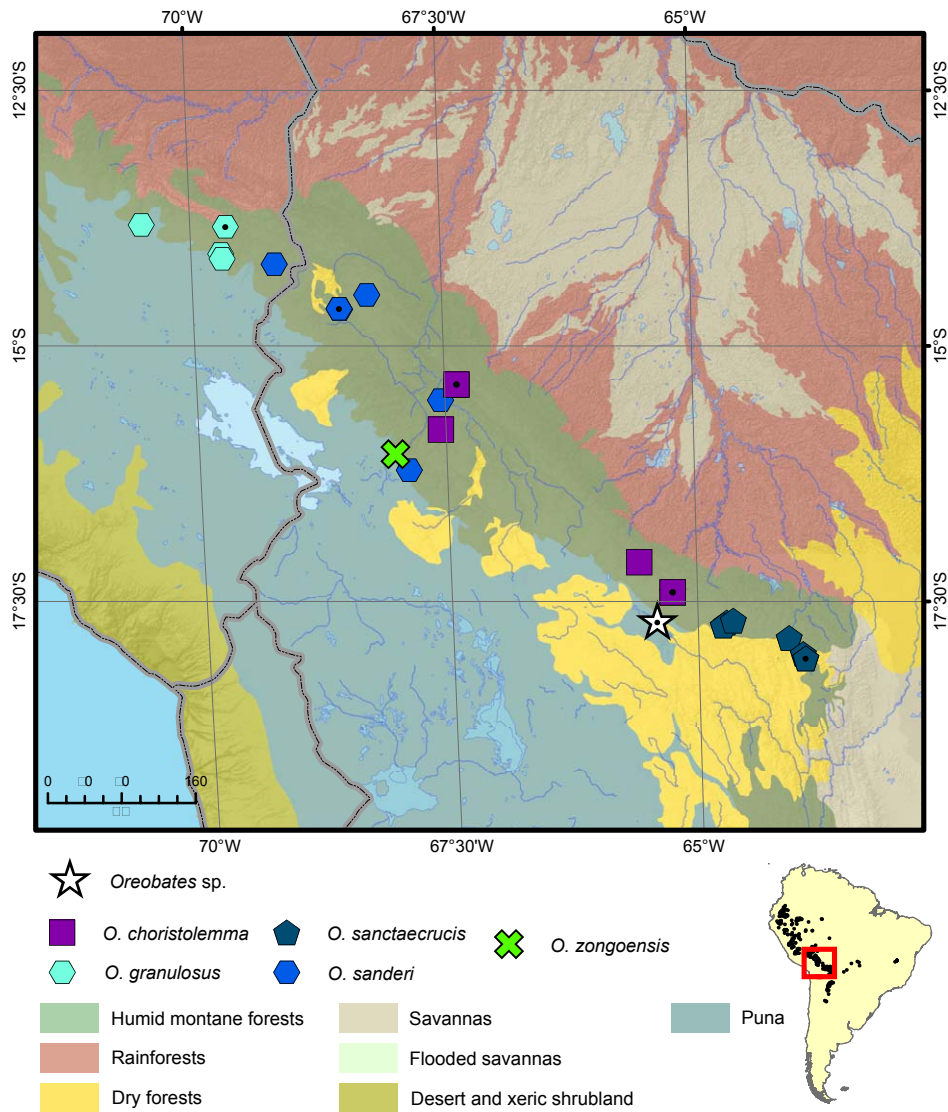 70°W 67°30'W 65°W
12°30'S 12°30'S
15°S 15°S
17°30'S 17°30'S
0 □0 □0 160
□□
70°W 67°30'W 65°W
Oreobates sp.
O. choristolemma O. sanctaecrucis O. zongoensis
O. granulosus O. sanderi
Humid montane forests Savannas Puna
Rainforests Flooded savannas
Dry forests Desert and xeric shrubland